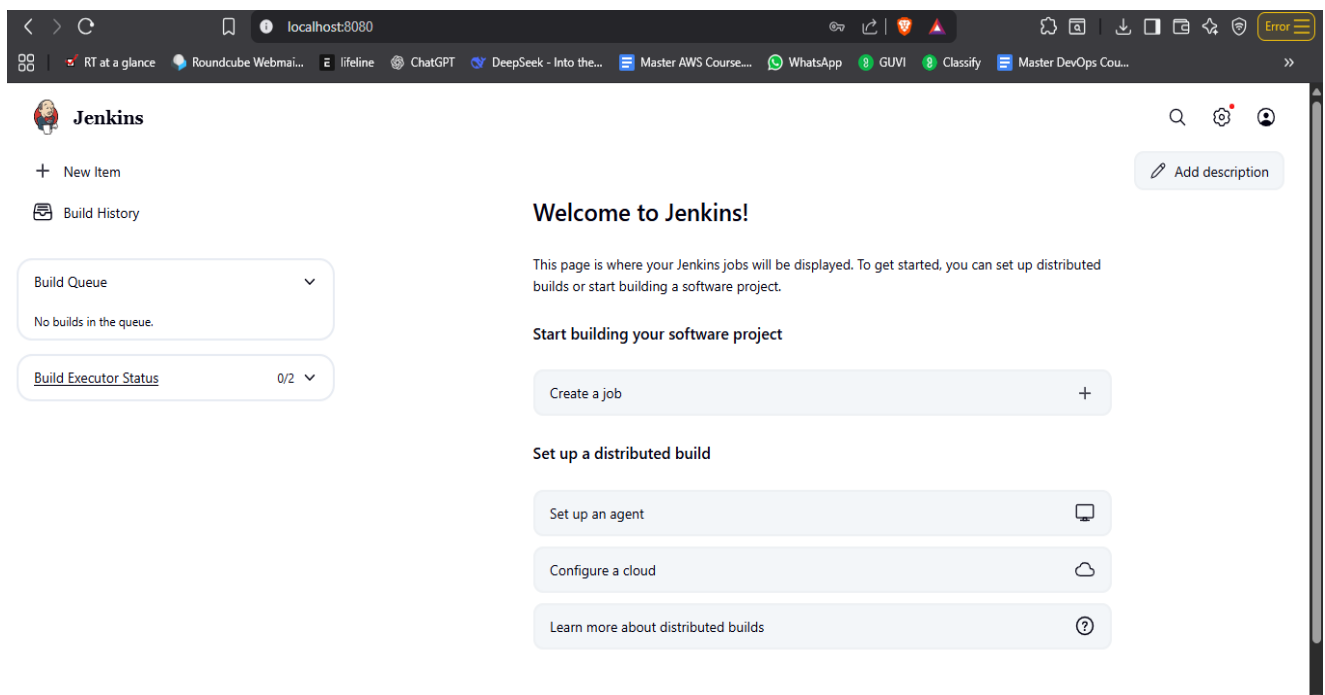 localhost:8080
Error
RT at a glance Roundcube Webmai... lifeline ChatGPT DeepSeek - Into the... Master AWS Course.... WhatsApp GUVI Classify Master DevOps Cou... »
Jenkins
New Item
Add description
Build History
Welcome to Jenkins!
This page is where your Jenkins jobs will be displayed. To get started, you can set up distributed
builds or start building a software project.
Build Queue
No builds in the queue.
Start building your software project
Build Executor Status 0/2
Create a job
Set up a distributed build
Set up an agent
Configure a cloud
Learn more about distributed builds